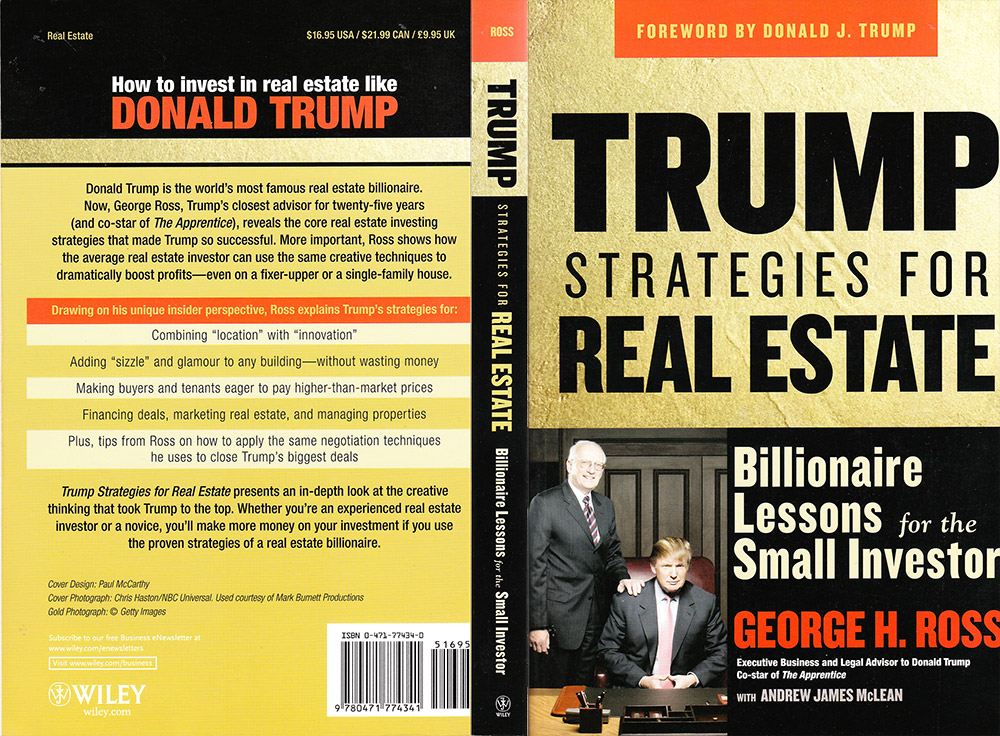 Real Estate
$16.95 USA / $21.99 CAN / £9.95 UK
How to invest in real estate like
DONALD TRUMP
Donald Trump is the world's most famous real estate billionaire.
Now, George Ross, Trump's closest advisor for twenty-five years
(and co-star of The Apprentice), reveals the core real estate investing
strategies that made Trump so successful. More important, Ross shows how
the average real estate investor can use the same creative techniques to
dramatically boost profits—even on a fixer-upper or a single-family house.
Drawing on his unique insider perspective, Ross explains Trump's strategies for:
Combining “location” with “innovation”
Adding “sizzle” and glamour to any building—without wasting money
Making buyers and tenants eager to pay higher-than-market prices
Financing deals, marketing real estate, and managing properties
Plus, tips from Ross on how to apply the same negotiation techniques
he uses to close Trump's biggest deals
Trump Strategies for Real Estate presents an in-depth look at the creative
thinking that took Trump to the top. Whether you're an experienced real estate
investor or a novice, you'll make more money on your investment if you use
the proven strategies of a real estate billionaire.
Cover Design: Paul McCarthy
Cover Photograph: Chris Haston/NBC Universal. Used courtesy of Mark Burnett Productions
Gold Photograph: © Getty Images
Subscribe to our free Business eNewsletter at
www.wiley.com/enewsletters
Visit www.wiley.com/business
WILEY
wiley.com
ISBN 0-471-77434-0
51695
9 780471 774341
ROSS
TRUMP
STRATEGIES FOR
REAL ESTATE
Billionaire Lessons for the Small Investor
WILEY
FOREWORD BY DONALD J. TRUMP
TRUMP
STRATEGIES FOR
REAL ESTATE
Billionaire
Lessons for the
Small Investor
GEORGE H. ROSS
Executive Business and Legal Advisor to Donald Trump
Co-star of The Apprentice
WITH ANDREW JAMES McLEAN